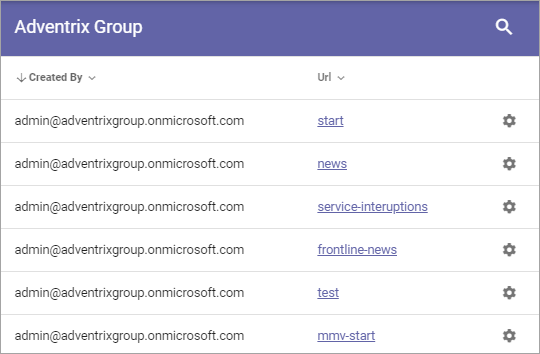 Adventrix Group
Created By Url
admin@adventrixgroup.onmicrosoft.com start
admin@adventrixgroup.onmicrosoft.com news
admin@adventrixgroup.onmicrosoft.com service-interuptions
admin@adventrixgroup.onmicrosoft.com frontline-news
admin@adventrixgroup.onmicrosoft.com test
admin@adventrixgroup.onmicrosoft.com mmv-start